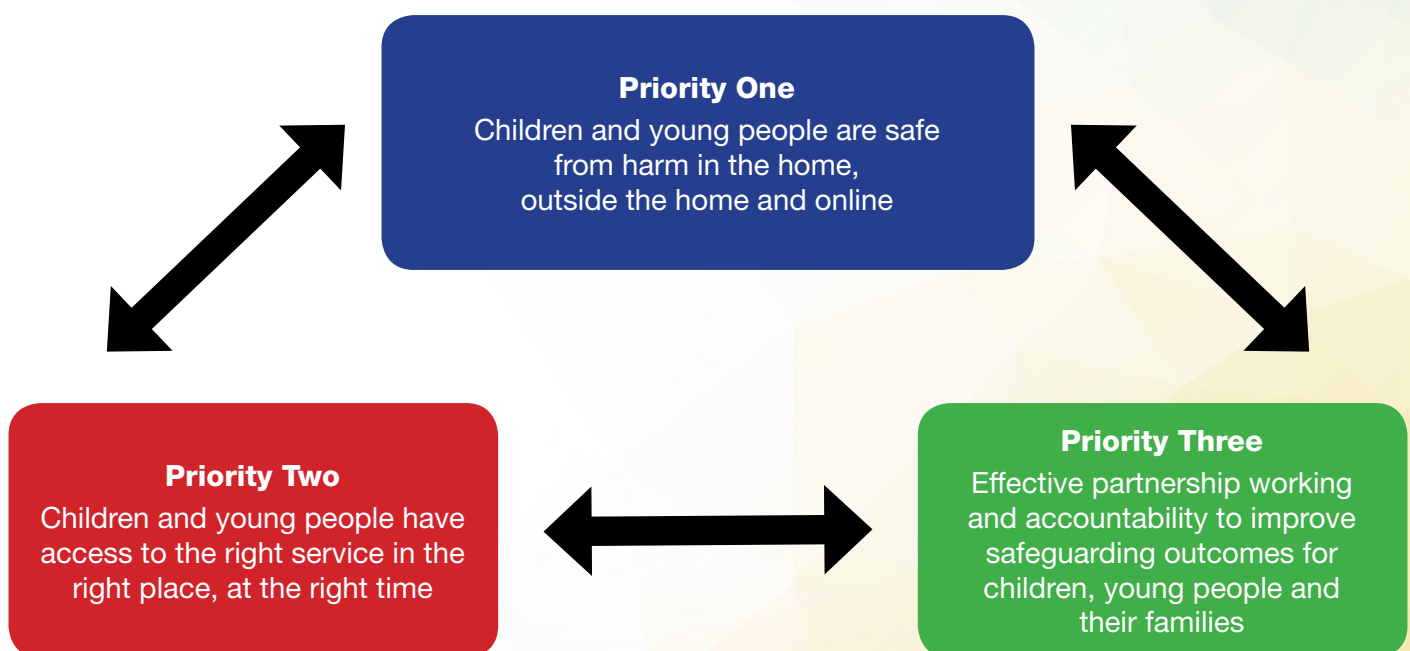 Priority One
Children and young people are safe
from harm in the home,
outside the home and online
Priority Two
Children and young people have
access to the right service in the
right place, at the right time
Priority Three
Effective partnership working
and accountability to improve
safeguarding outcomes for
children, young people and
their families